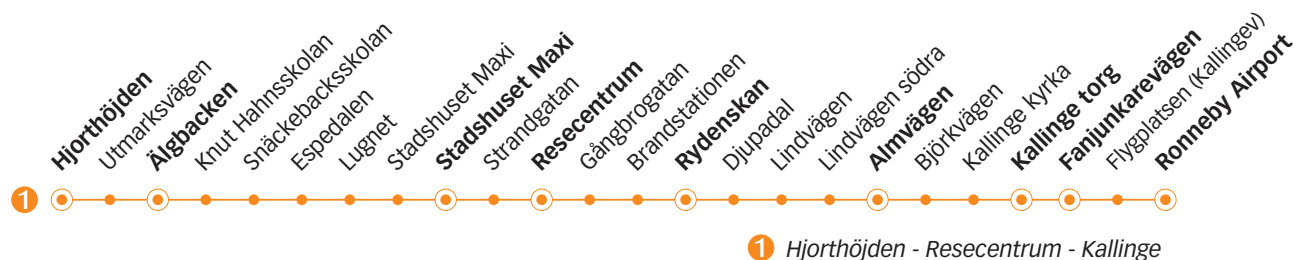 Hjorthöjden
Utmarksvägen
Älgbacken
Knut Hahnsskolan
Snäckebacksskolan
Espedalen
Lugnet
Stadshuset Maxi
Stadshuset Maxi
Strandgatan
Resecentrum
Gångbrogatan
Brandstationen
Rydenskan
Djupadal
Lindvägen
Lindvägen södra
Almvägen
Björkvägen
Kallinge kyrka
Kallinge torg
Fanjunkarevägen
Flygplatsen (Kallingev)
Ronneby Airport
1
1 Hjorthöjden - Resecentrum - Kallinge